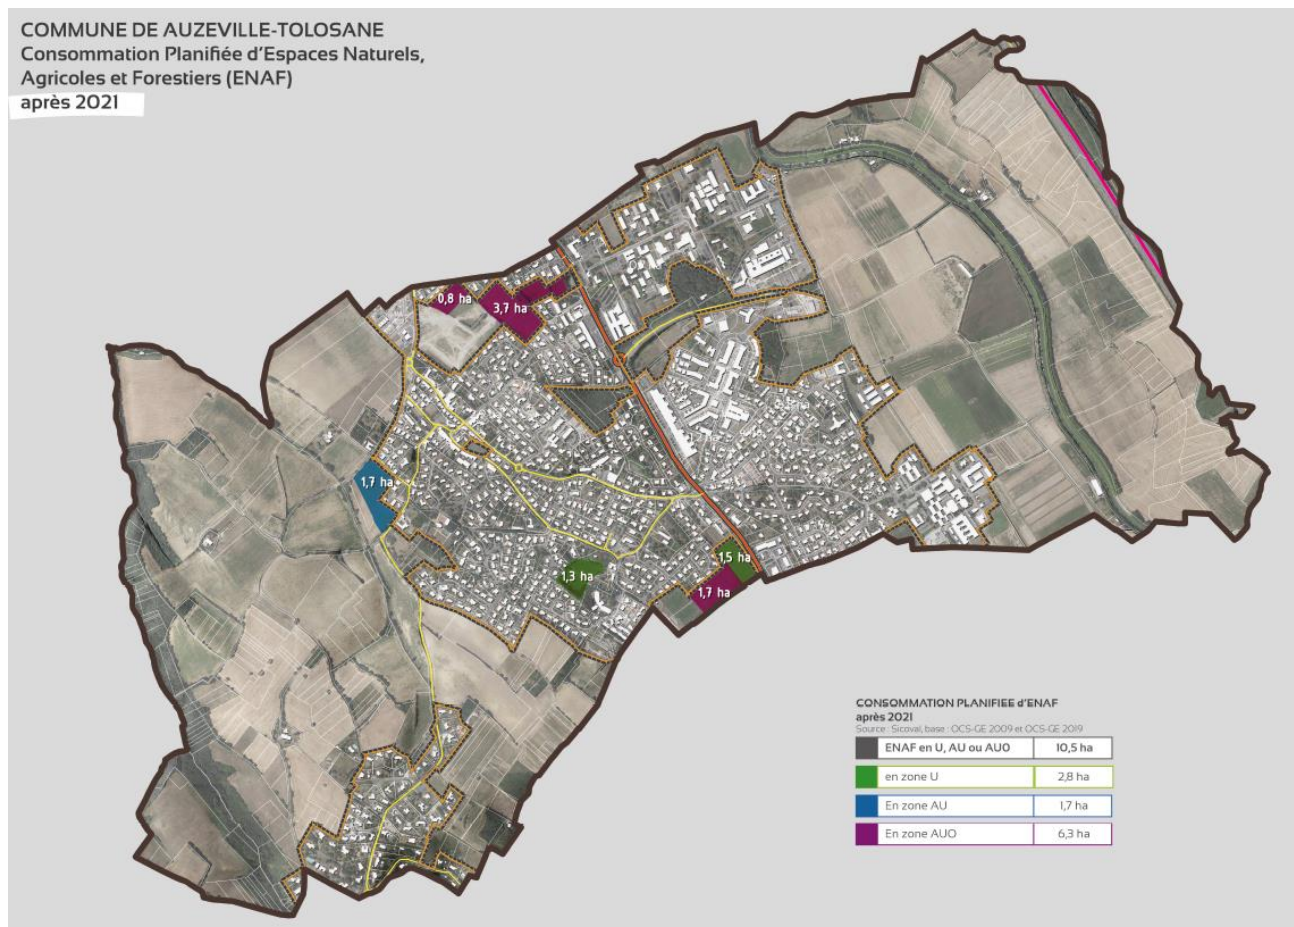 COMMUNE DE AUZEVILLE-TOLOSANE
Consommation Planifiée d'Espaces Naturels,
Agricoles et Forestiers (ENAF)
après 2021
0,8 ha
3,7 ha
1,7 ha
1,5 ha
1,3 ha
1,7 ha
CONSOMMATION PLANIFIEE d'ENAF
après 2021
Source : Sicoval, base : OCS-GE 2009 et OCS-GE 2019
ENAF en U, AU ou AU0 10,5 ha
en zone U 2,8 ha
En zone AU 1,7 ha
En zone AU0 6,3 ha